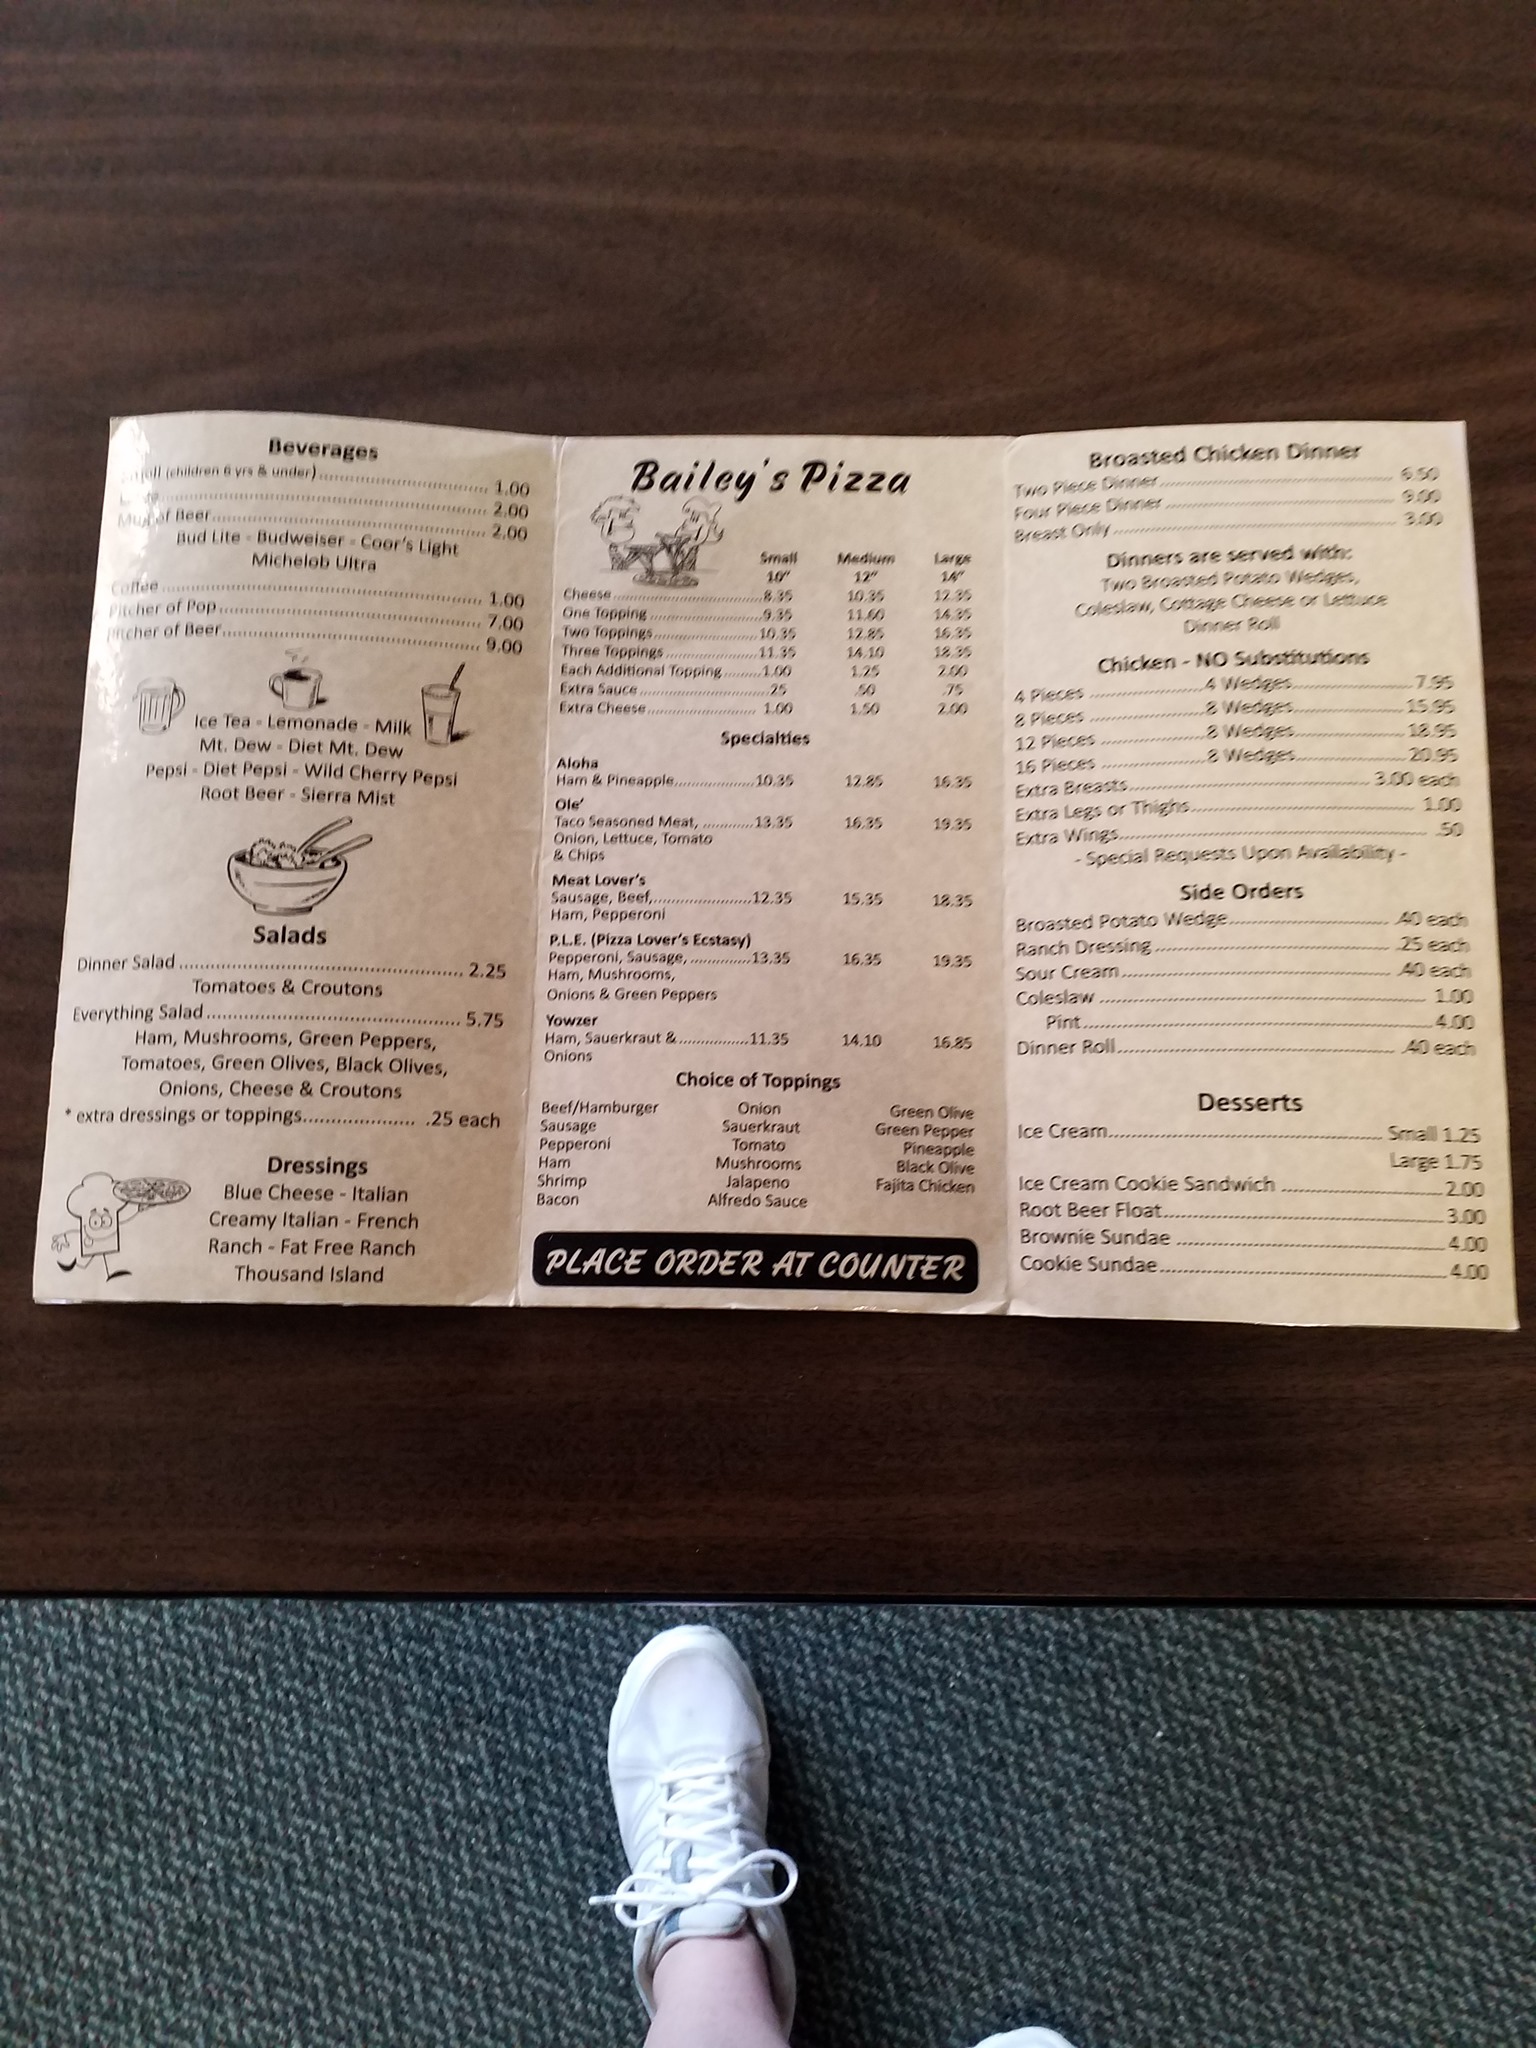 Beverages
(children 6 yrs & under) 1.00
2.00
Mug of Beer 2.00
Bud Lite - Budweiser - Coor's Light
Michelob Ultra
Coffee 1.00
Pitcher of Pop 7.00
Pitcher of Beer 9.00
Ice Tea - Lemonade - Milk
Mt. Dew - Diet Mt. Dew
Pepsi - Diet Pepsi - Wild Cherry Pepsi
Root Beer - Sierra Mist
Salads
Dinner Salad 2.25
Tomatoes & Croutons
Everything Salad 5.75
Ham, Mushrooms, Green Peppers,
Tomatoes, Green Olives, Black Olives,
Onions, Cheese & Croutons
* extra dressings or toppings .25 each
Dressings
Blue Cheese - Italian
Creamy Italian - French
Ranch - Fat Free Ranch
Thousand Island
Bailey's Pizza
Small Medium Large
10" 12" 14"
Cheese 8.35 10.35 12.35
One Topping 9.35 11.60 14.35
Two Toppings 10.35 12.85 16.35
Three Toppings 11.35 14.10 18.35
Each Additional Topping 1.00 1.25 2.00
Extra Sauce .25 .50 .75
Extra Cheese 1.00 1.50 2.00
Specialties
Aloha
Ham & Pineapple 10.35 12.85 16.35
Ole'
Taco Seasoned Meat, 13.35 16.35 19.35
Onion, Lettuce, Tomato
& Chips
Meat Lover's
Sausage, Beef, 12.35 15.35 18.35
Ham, Pepperoni
P.L.E. (Pizza Lover's Ecstasy)
Pepperoni, Sausage, 13.35 16.35 19.35
Ham, Mushrooms,
Onions & Green Peppers
Yowzer
Ham, Sauerkraut & 11.35 14.10 16.85
Onions
Choice of Toppings
Beef/Hamburger Onion Green Olive
Sausage Sauerkraut Green Pepper
Pepperoni Tomato Pineapple
Ham Mushrooms Black Olive
Shrimp Jalapeno Fajita Chicken
Bacon Alfredo Sauce
PLACE ORDER AT COUNTER
Broasted Chicken Dinner
Two Piece Dinner 6.50
Four Piece Dinner 9.00
Breast Only 3.00
Dinners are served with:
Two Broasted Potato Wedges,
Coleslaw, Cottage Cheese or Lettuce
Dinner Roll
Chicken - NO Substitutions
4 Pieces 4 Wedges 7.95
8 Pieces 8 Wedges 15.95
12 Pieces 8 Wedges 18.95
16 Pieces 8 Wedges 20.95
Extra Breasts 3.00 each
Extra Legs or Thighs 1.00
Extra Wings .50
- Special Requests Upon Availability -
Side Orders
Broasted Potato Wedge .40 each
Ranch Dressing .25 each
Sour Cream .40 each
Coleslaw 1.00
Pint 4.00
Dinner Roll .40 each
Desserts
Ice Cream Small 1.25
Large 1.75
Ice Cream Cookie Sandwich 2.00
Root Beer Float 3.00
Brownie Sundae 4.00
Cookie Sundae 4.00